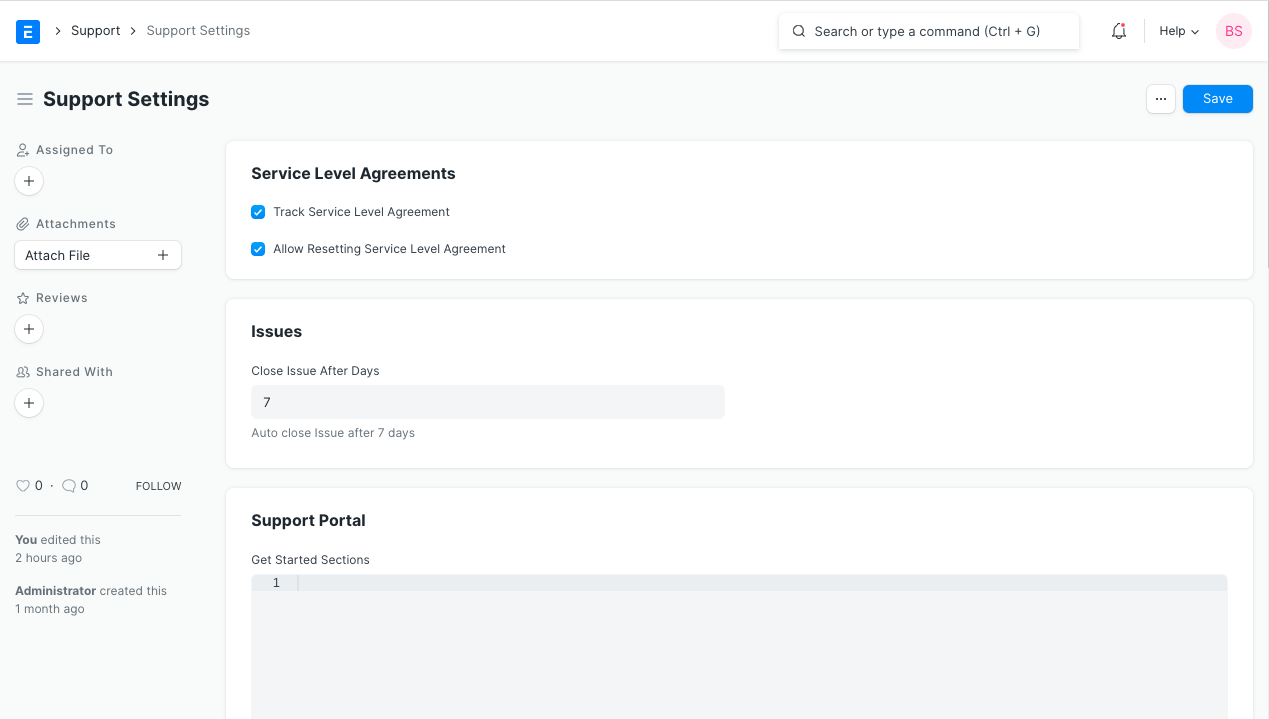 E
Support
Support Settings
Search or type a command (Ctrl + G)
Help
BS
Support Settings
...
Save
Assigned To
Attachments
Attach File
Reviews
Shared With
0 · 0 FOLLOW
You edited this
2 hours ago
Administrator created this
1 month ago
Service Level Agreements
Track Service Level Agreement
Allow Resetting Service Level Agreement
Issues
Close Issue After Days
7
Auto close Issue after 7 days
Support Portal
Get Started Sections
1